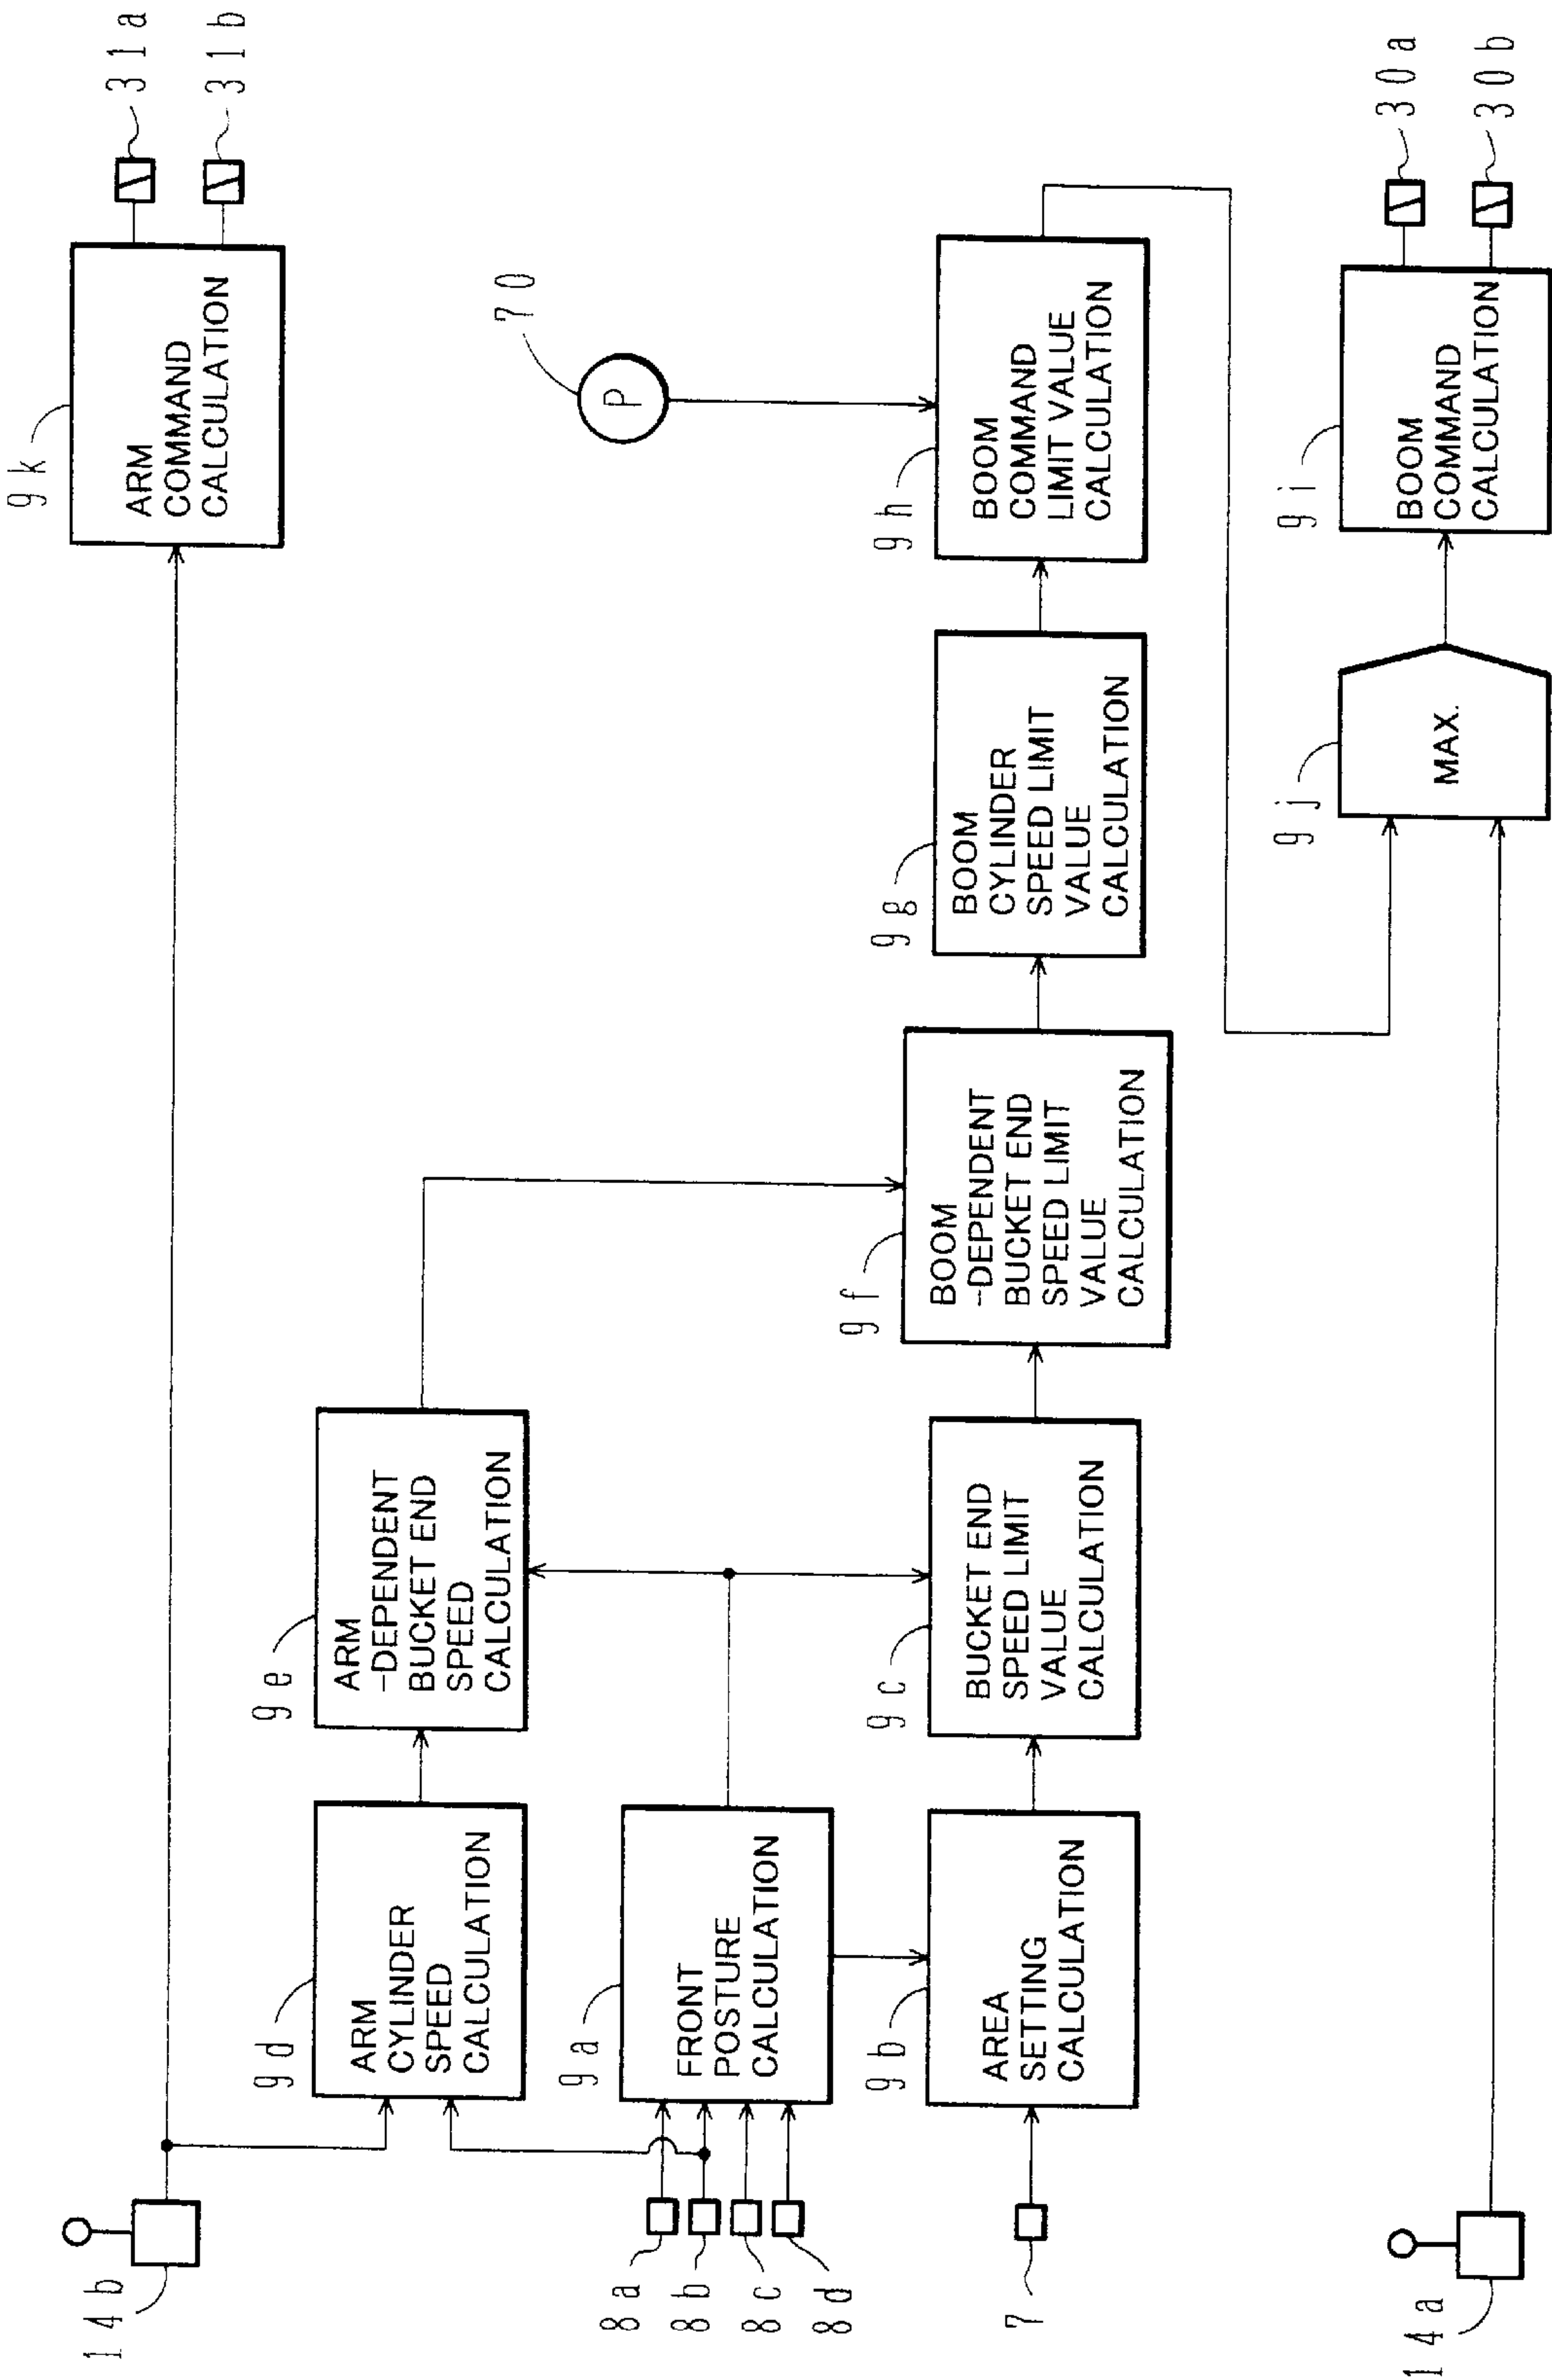 14b
9k
ARM
COMMAND
CALCULATION
31a
31b
9d
ARM
CYLINDER
SPEED
CALCULATION
9e
ARM
-DEPENDENT
BUCKET END
SPEED
CALCULATION
70
P
8a
8b
8c
8d
9a
FRONT
POSTURE
CALCULATION
7
9b
AREA
SETTING
CALCULATION
9c
BUCKET END
SPEED LIMIT
VALUE
CALCULATION
9f
BOOM
-DEPENDENT
BUCKET END
SPEED LIMIT
VALUE
CALCULATION
9g
BOOM
CYLINDER
SPEED LIMIT
VALUE
CALCULATION
9h
BOOM
COMMAND
LIMIT VALUE
CALCULATION
14a
9j
MAX.
9i
BOOM
COMMAND
CALCULATION
30a
30b